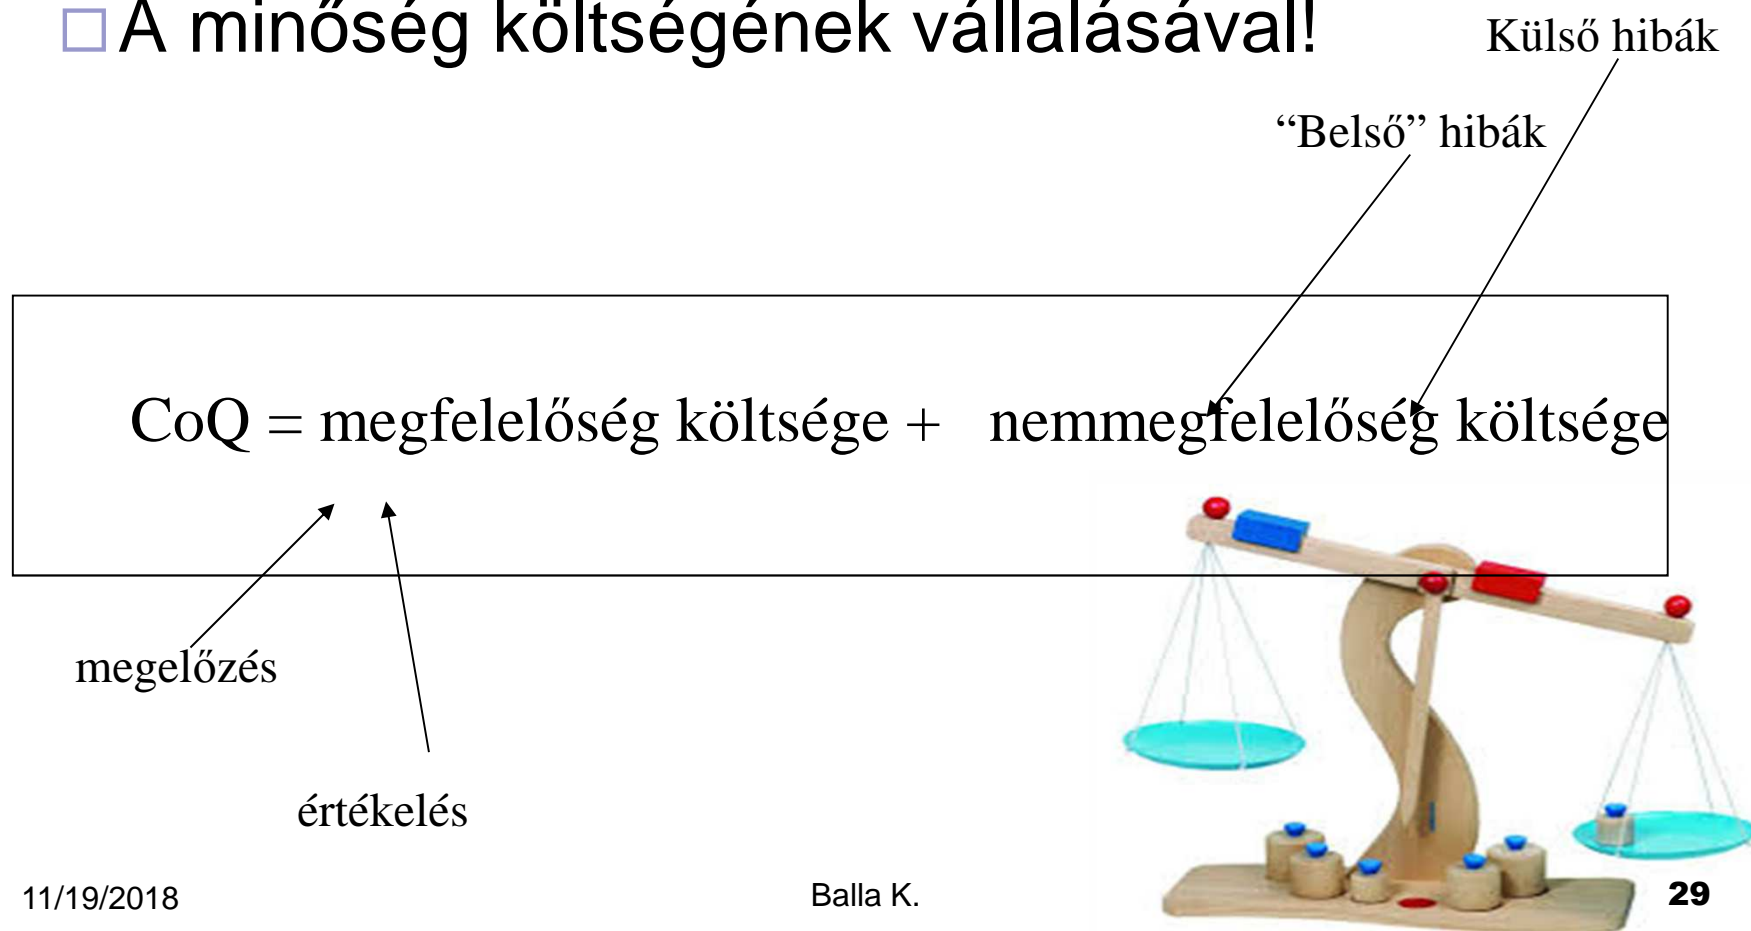 A minőség költségének vállalásával!
Külső hibák
“Belső” hibák
CoQ = megfelelőség költsége + nemmegfelelőség költsége
megelőzés
értékelés
11/19/2018
Balla K.
29